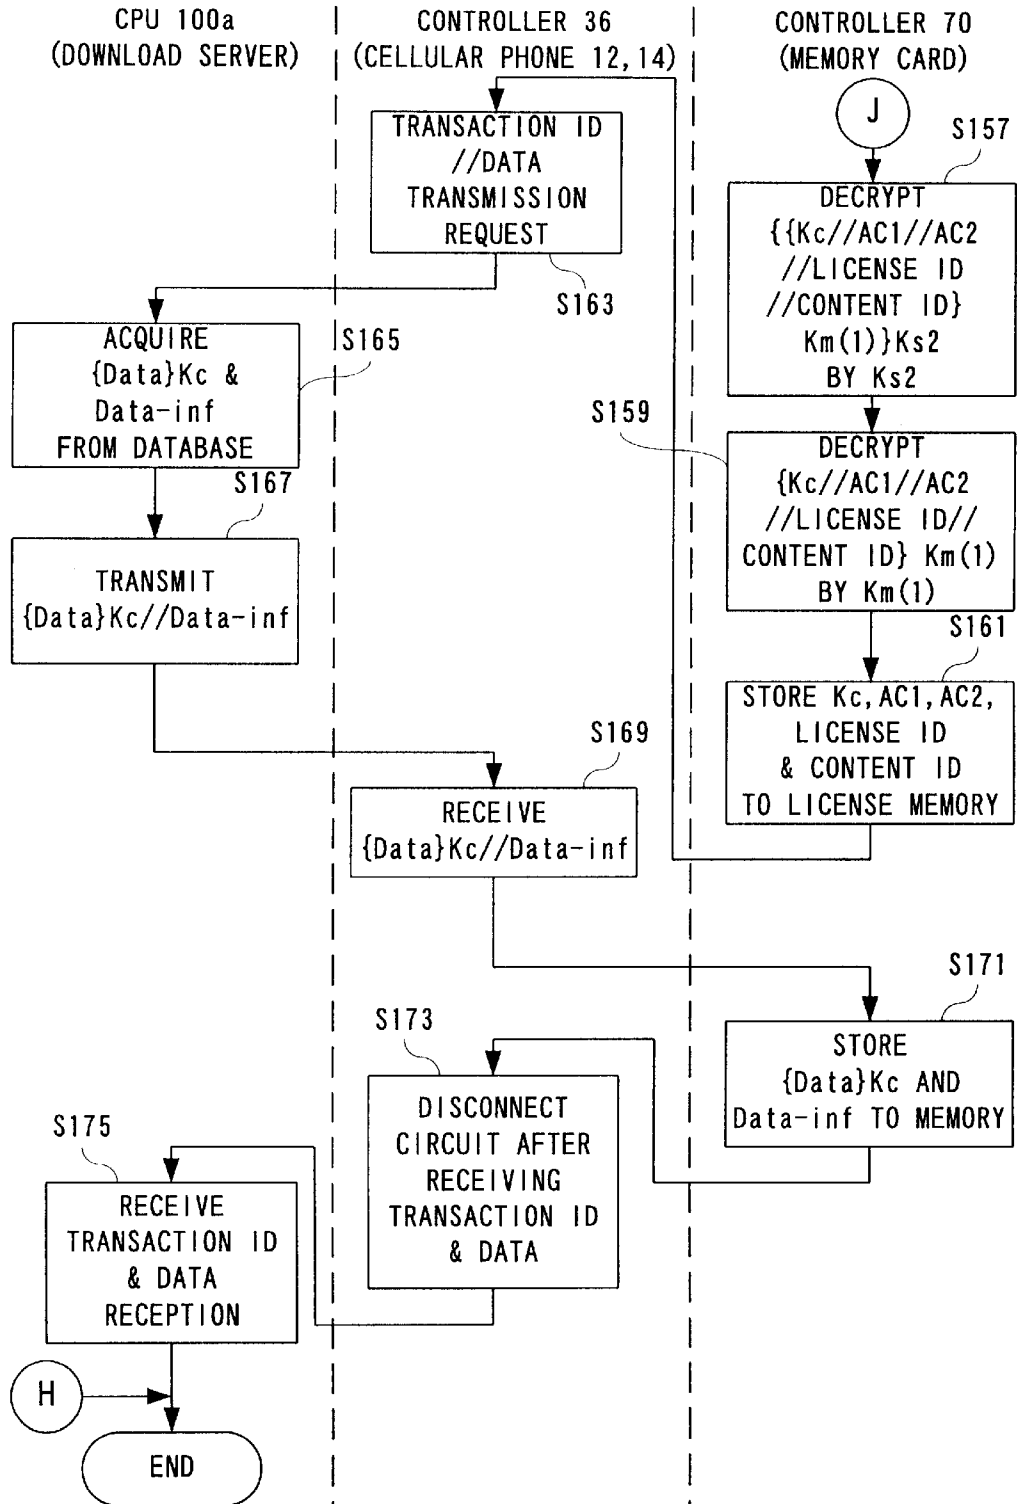 CPU 100a
(DOWNLOAD SERVER)
CONTROLLER 36
(CELLULAR PHONE 12,14)
CONTROLLER 70
(MEMORY CARD)
J
S157
DECRYPT
{{Kc//AC1//AC2
//LICENSE ID
//CONTENT ID}
Km(1)}Ks2
BY Ks2
S159
DECRYPT
{Kc//AC1//AC2
//LICENSE ID//
CONTENT ID} Km(1)
BY Km(1)
S161
STORE Kc,AC1,AC2,
LICENSE ID
& CONTENT ID
TO LICENSE MEMORY
TRANSACTION ID
//DATA
TRANSMISSION
REQUEST
S163
ACQUIRE
{Data}Kc &
Data-inf
FROM DATABASE
S165
S167
TRANSMIT
{Data}Kc//Data-inf
S169
RECEIVE
{Data}Kc//Data-inf
S171
STORE
{Data}Kc AND
Data-inf TO MEMORY
S173
DISCONNECT
CIRCUIT AFTER
RECEIVING
TRANSACTION ID
& DATA
S175
RECEIVE
TRANSACTION ID
& DATA
RECEPTION
H
END